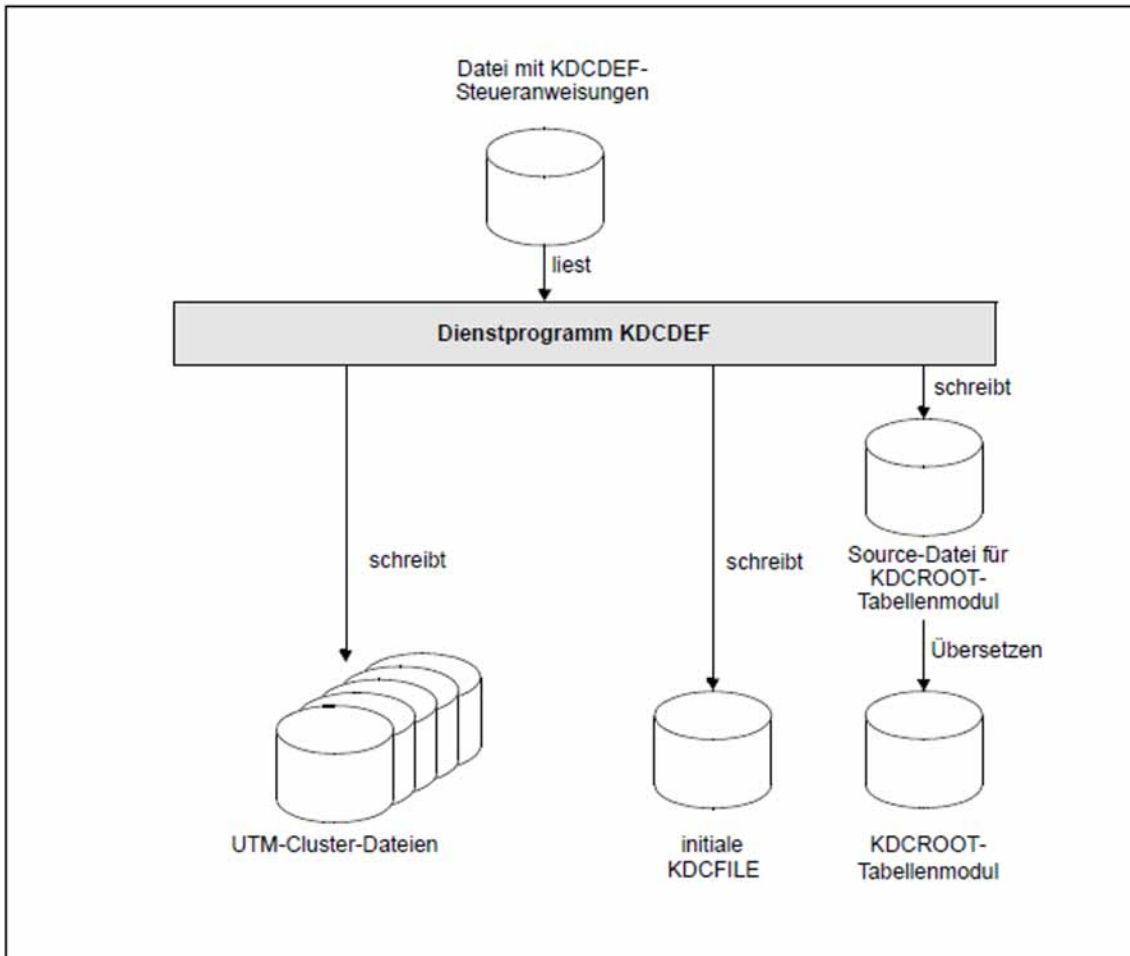 Datei mit KDCDEF-
Steueranweisungen
liest
Dienstprogramm KDCDEF
schreibt
Source-Datei für
KDCROOT-
Tabellenmodul
schreibt
schreibt
Übersetzen
UTM-Cluster-Dateien
initiale
KDCFILE
KDCROOT-
Tabellenmodul